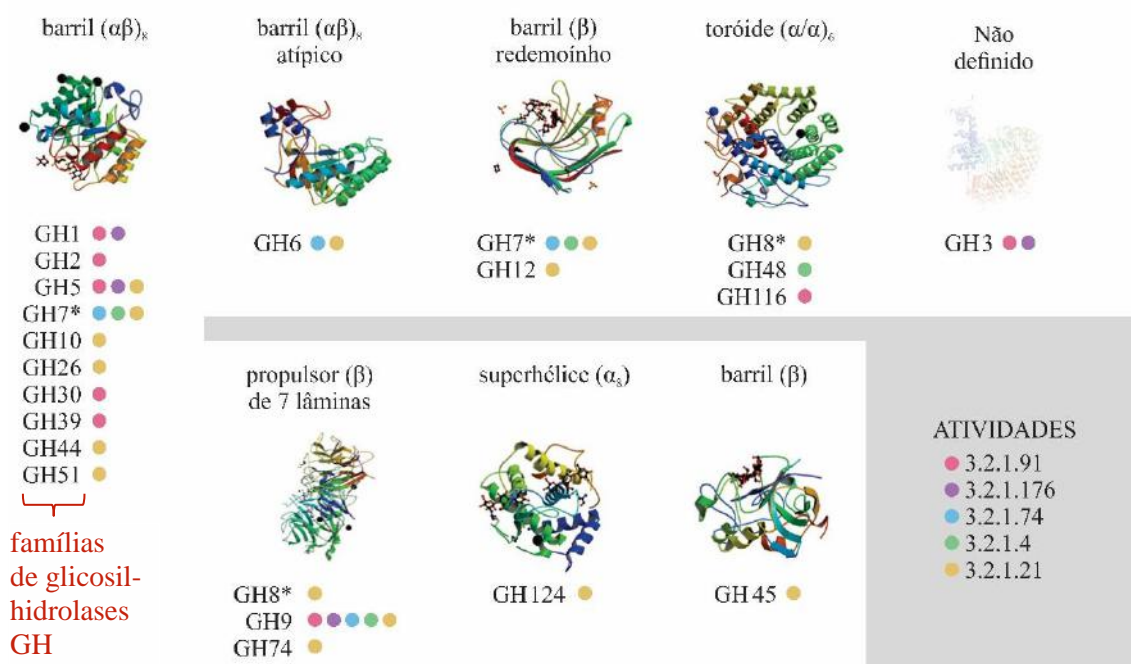 barril (αβ)₈
barril (αβ)₈
atípico
barril (β)
redemoínho
toróide (α/α)₆
Não
definido
GH1
GH2
GH5
GH7*
GH10
GH26
GH30
GH39
GH44
GH51
GH6
GH7*
GH12
GH8*
GH48
GH116
GH3
famílias
de glicosil-
hidrolases
GH
propulsor (β)
de 7 lâminas
GH8*
GH9
GH74
superhélice (α₈)
GH124
barril (β)
GH45
ATIVIDADES
3.2.1.91
3.2.1.176
3.2.1.74
3.2.1.4
3.2.1.21